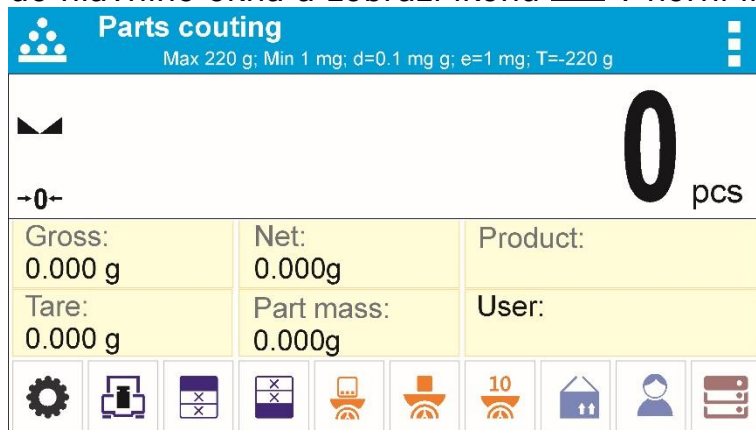 Parts couting
Max 220 g; Min 1 mg; d=0.1 mg g; e=1 mg; T=-220 g
0 pcs
→0←
Gross:
0.000 g
Net:
0.000g
Product:
Tare:
0.000 g
Part mass:
0.000g
User:
10